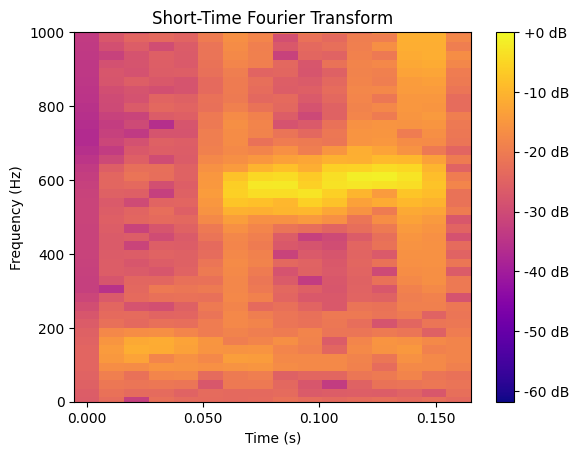 Short-Time Fourier Transform
1000
800
600
400
200
0
Frequency (Hz)
0.000
0.050
0.100
0.150
Time (s)
+0 dB
-10 dB
-20 dB
-30 dB
-40 dB
-50 dB
-60 dB